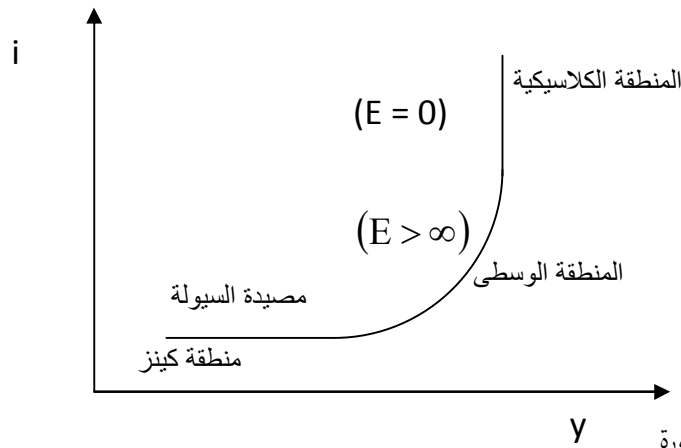 i
المنطقة الكلاسيكية
(E = 0)
(E > ∞)
المنطقة الوسطى
مصيدة السيولة
منطقة كينز
y